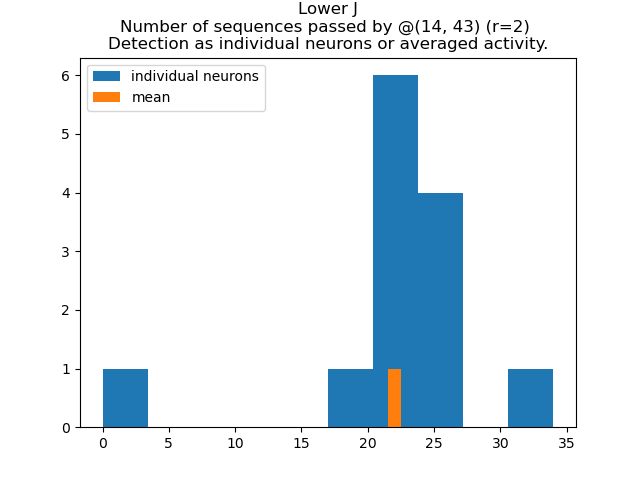 Lower J
Number of sequences passed by @(14, 43) (r=2)
Detection as individual neurons or averaged activity.
individual neurons
mean
6
5
4
3
2
1
0
0 5 10 15 20 25 30 35